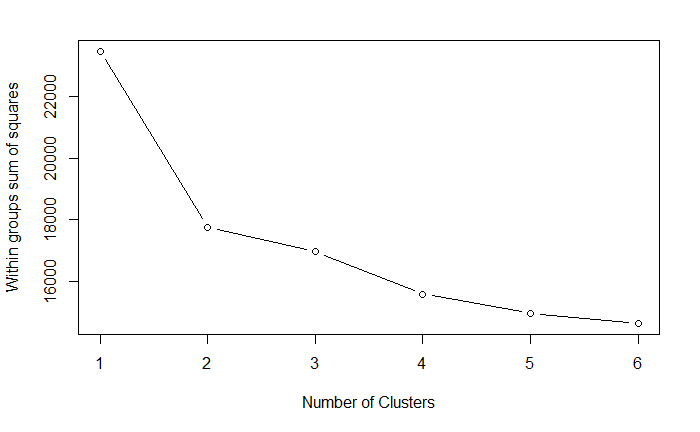 Within groups sum of squares
22000
20000
18000
16000
1 2 3 4 5 6
Number of Clusters